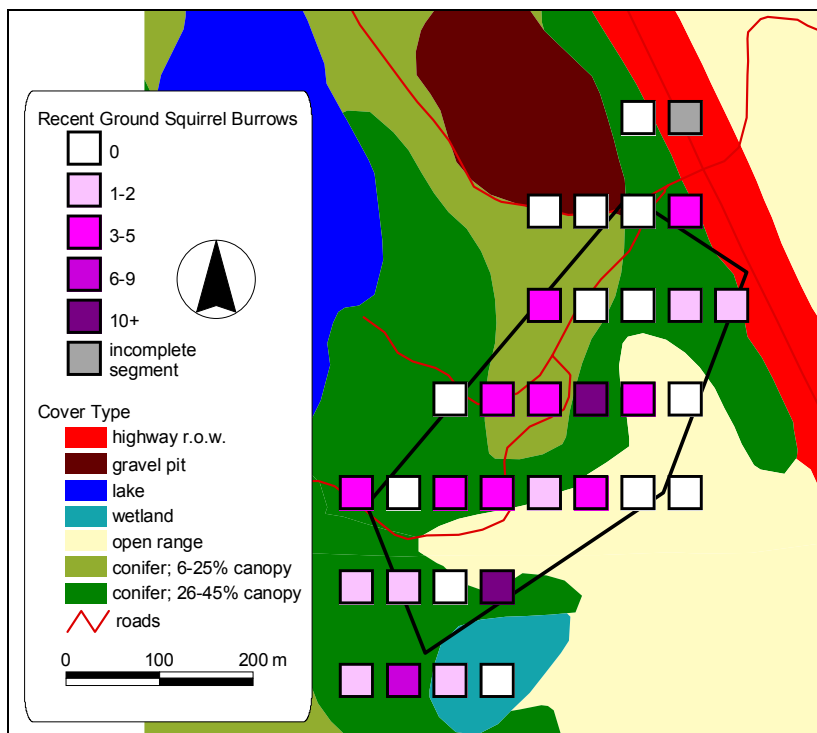 Recent Ground Squirrel Burrows
0
1-2
3-5
6-9
10+
incomplete
segment
Cover Type
highway r.o.w.
gravel pit
lake
wetland
open range
conifer; 6-25% canopy
conifer; 26-45% canopy
roads
0 100 200 m